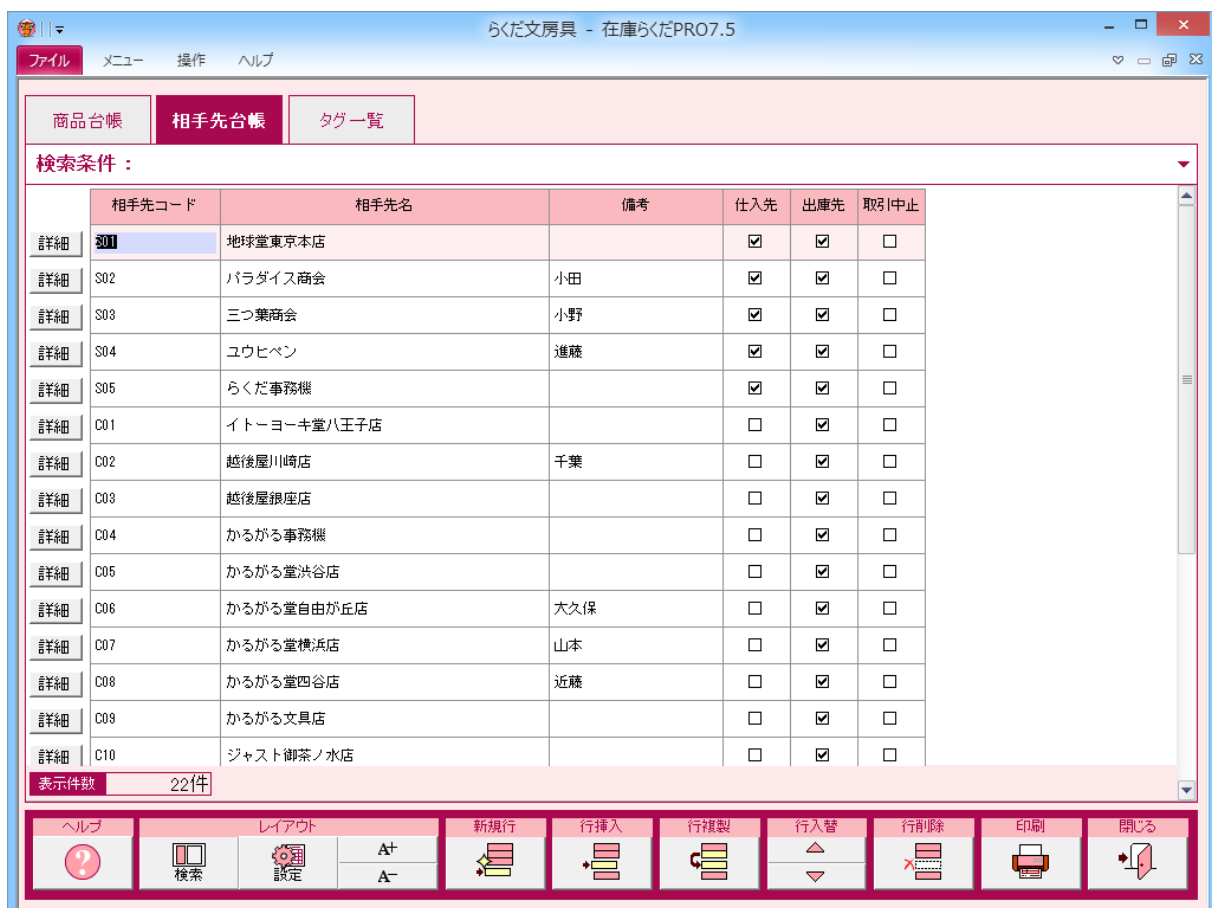 らくだ文房具 - 在庫らくだPRO7.5
ファイル メニュー 操作 ヘルプ
商品台帳 相手先台帳 タグ一覧
検索条件：
相手先コード 相手先名 備考 仕入先 出庫先 取引中止
詳細 S01 地球堂東京本店
詳細 S02 パラダイス商会 小田
詳細 S03 三つ葉商会 小野
詳細 S04 ユウヒペン 進藤
詳細 S05 らくだ事務機
詳細 C01 イトーヨーキ堂八王子店
詳細 C02 越後屋川崎店 千葉
詳細 C03 越後屋銀座店
詳細 C04 かるがる事務機
詳細 C05 かるがる堂渋谷店
詳細 C06 かるがる堂自由が丘店 大久保
詳細 C07 かるがる堂横浜店 山本
詳細 C08 かるがる堂四谷店 近藤
詳細 C09 かるがる文具店
詳細 C10 ジャスト御茶ノ水店
表示件数 22件
ヘルプ レイアウト 新規行 行挿入 行複製 行入替 行削除 印刷 閉じる
検索 設定 A+
A-